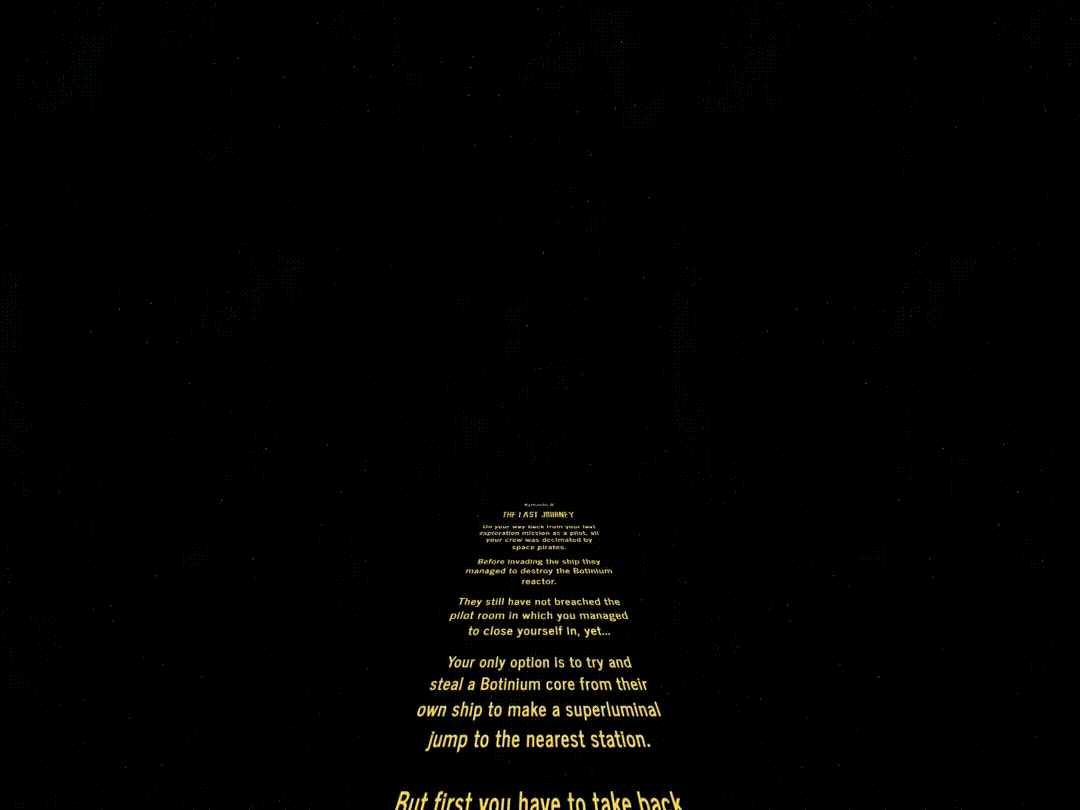 THE LAST JOURNEY
On your way back from your last
exploration mission as a pilot, all
your crew was decimated by
space pirates.
Before invading the ship they
managed to destroy the Botinium
reactor.
They still have not breached the
pilot room in which you managed
to close yourself in, yet...
Your only option is to try and
steal a Botinium core from their
own ship to make a superluminal
jump to the nearest station.
But first you have to take back